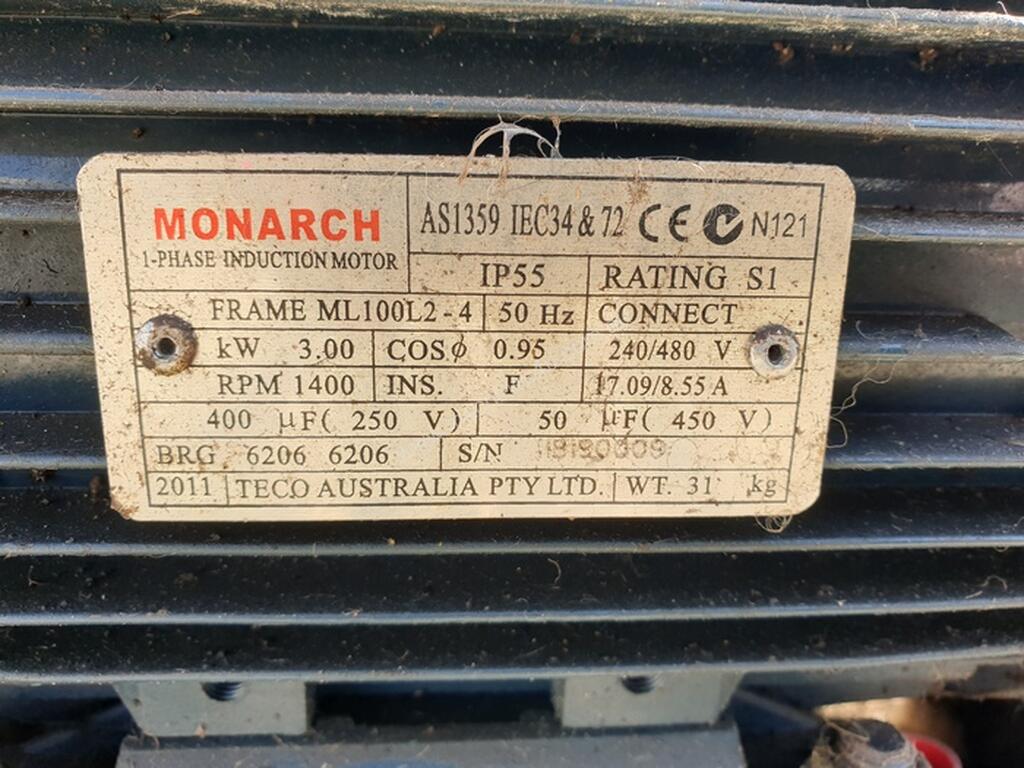 MONARCH
1-PHASE INDUCTION MOTOR
AS1359 IEC34 & 72 CE N121
IP55 RATING S1
FRAME ML100L2-4 50 Hz CONNECT
kW 3.00 COSϕ 0.95 240/480 V
RPM 1400 INS. F 17.09/8.55 A
400 μF( 250 V) 50 μF( 450 V)
BRG 6206 6206 S/N
2011 TECO AUSTRALIA PTY LTD. WT. 31 kg